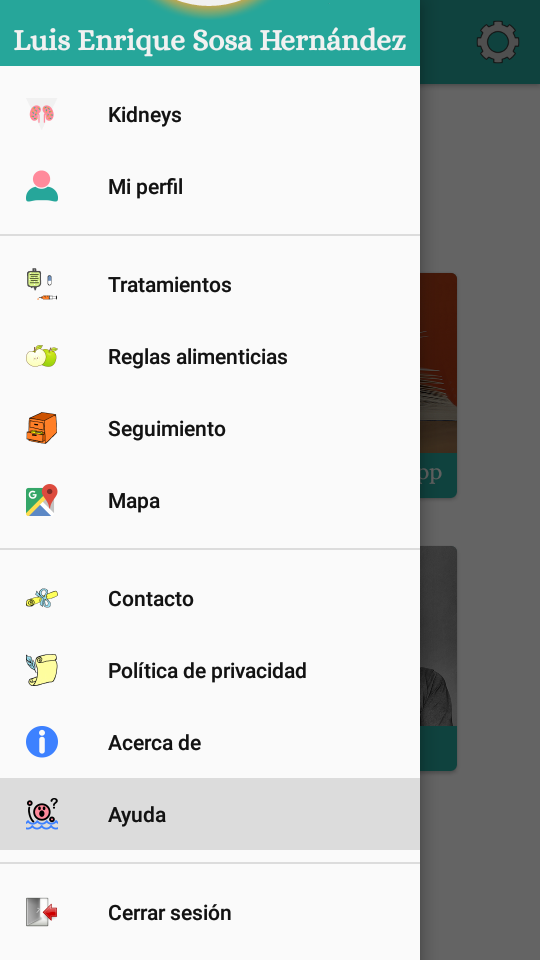 Luis Enrique Sosa Hernández
Kidneys
Mi perfil
Tratamientos
Reglas alimenticias
Seguimiento
Mapa
Contacto
Política de privacidad
Acerca de
Ayuda
Cerrar sesión